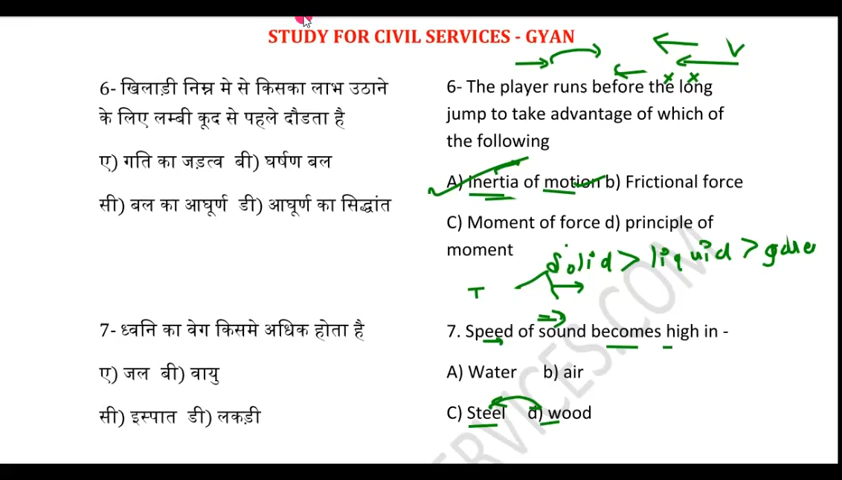 STUDY FOR CIVIL SERVICES - GYAN
6- खिलाड़ी निम्न मे से किसका लाभ उठाने
के लिए लम्बी कूद से पहले दौडता है
ए) गति का जड़त्व बी) घर्षण बल
सी) बल का आघूर्ण डी) आघूर्ण का सिद्धांत
6- The player runs before the long
jump to take advantage of which of
the following
A) Inertia of motion b) Frictional force
C) Moment of force d) principle of
moment
solid > liquid >
7- ध्वनि का वेग किसमे अधिक होता है
ए) जल बी) वायु
सी) इस्पात डी) लकड़ी
7. Speed of sound becomes high in -
A) Water b) air
C) Steel d) wood